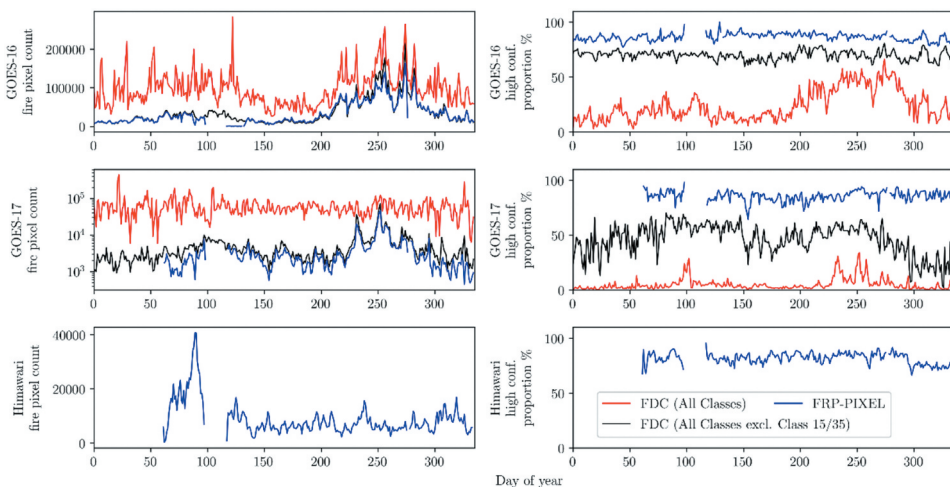 GOES-16
fire pixel count
200000
100000
0
0 50 100 150 200 250 300
GOES-16
high conf.
proportion %
100
50
0
0 50 100 150 200 250 300
GOES-17
fire pixel count
10^5
10^4
10^3
0 50 100 150 200 250 300
GOES-17
high conf.
proportion %
100
50
0
0 50 100 150 200 250 300
Himawari
fire pixel count
40000
20000
0
0 50 100 150 200 250 300
Himawari
high conf.
proportion %
100
50
0
FDC (All Classes)
FRP-PIXEL
FDC (All Classes excl. Class 15/35)
0 50 100 150 200 250 300
Day of year